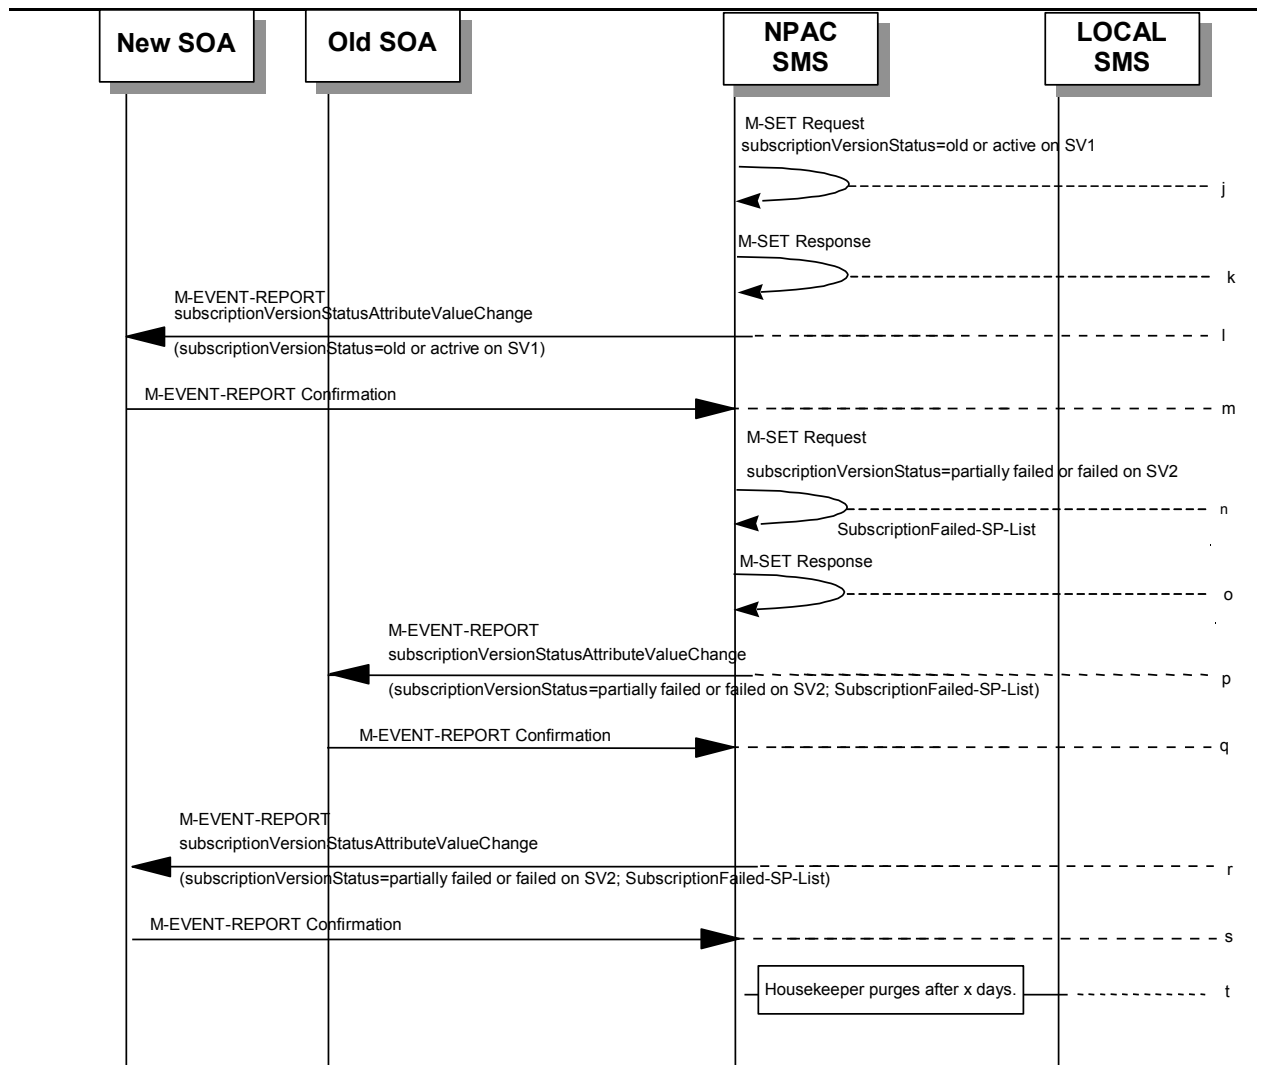 New SOA
Old SOA
NPAC
SMS
LOCAL
SMS
M-SET Request
subscriptionVersionStatus=old or active on SV1
j
M-SET Response
k
M-EVENT-REPORT
subscriptionVersionStatusAttributeValueChange
l
(subscriptionVersionStatus=old or actrive on SV1)
M-EVENT-REPORT Confirmation
m
M-SET Request
subscriptionVersionStatus=partially failed or failed on SV2
n
SubscriptionFailed-SP-List
M-SET Response
o
M-EVENT-REPORT
subscriptionVersionStatusAttributeValueChange
p
(subscriptionVersionStatus=partially failed or failed on SV2; SubscriptionFailed-SP-List)
M-EVENT-REPORT Confirmation
q
M-EVENT-REPORT
subscriptionVersionStatusAttributeValueChange
r
(subscriptionVersionStatus=partially failed or failed on SV2; SubscriptionFailed-SP-List)
M-EVENT-REPORT Confirmation
s
Housekeeper purges after x days.
t